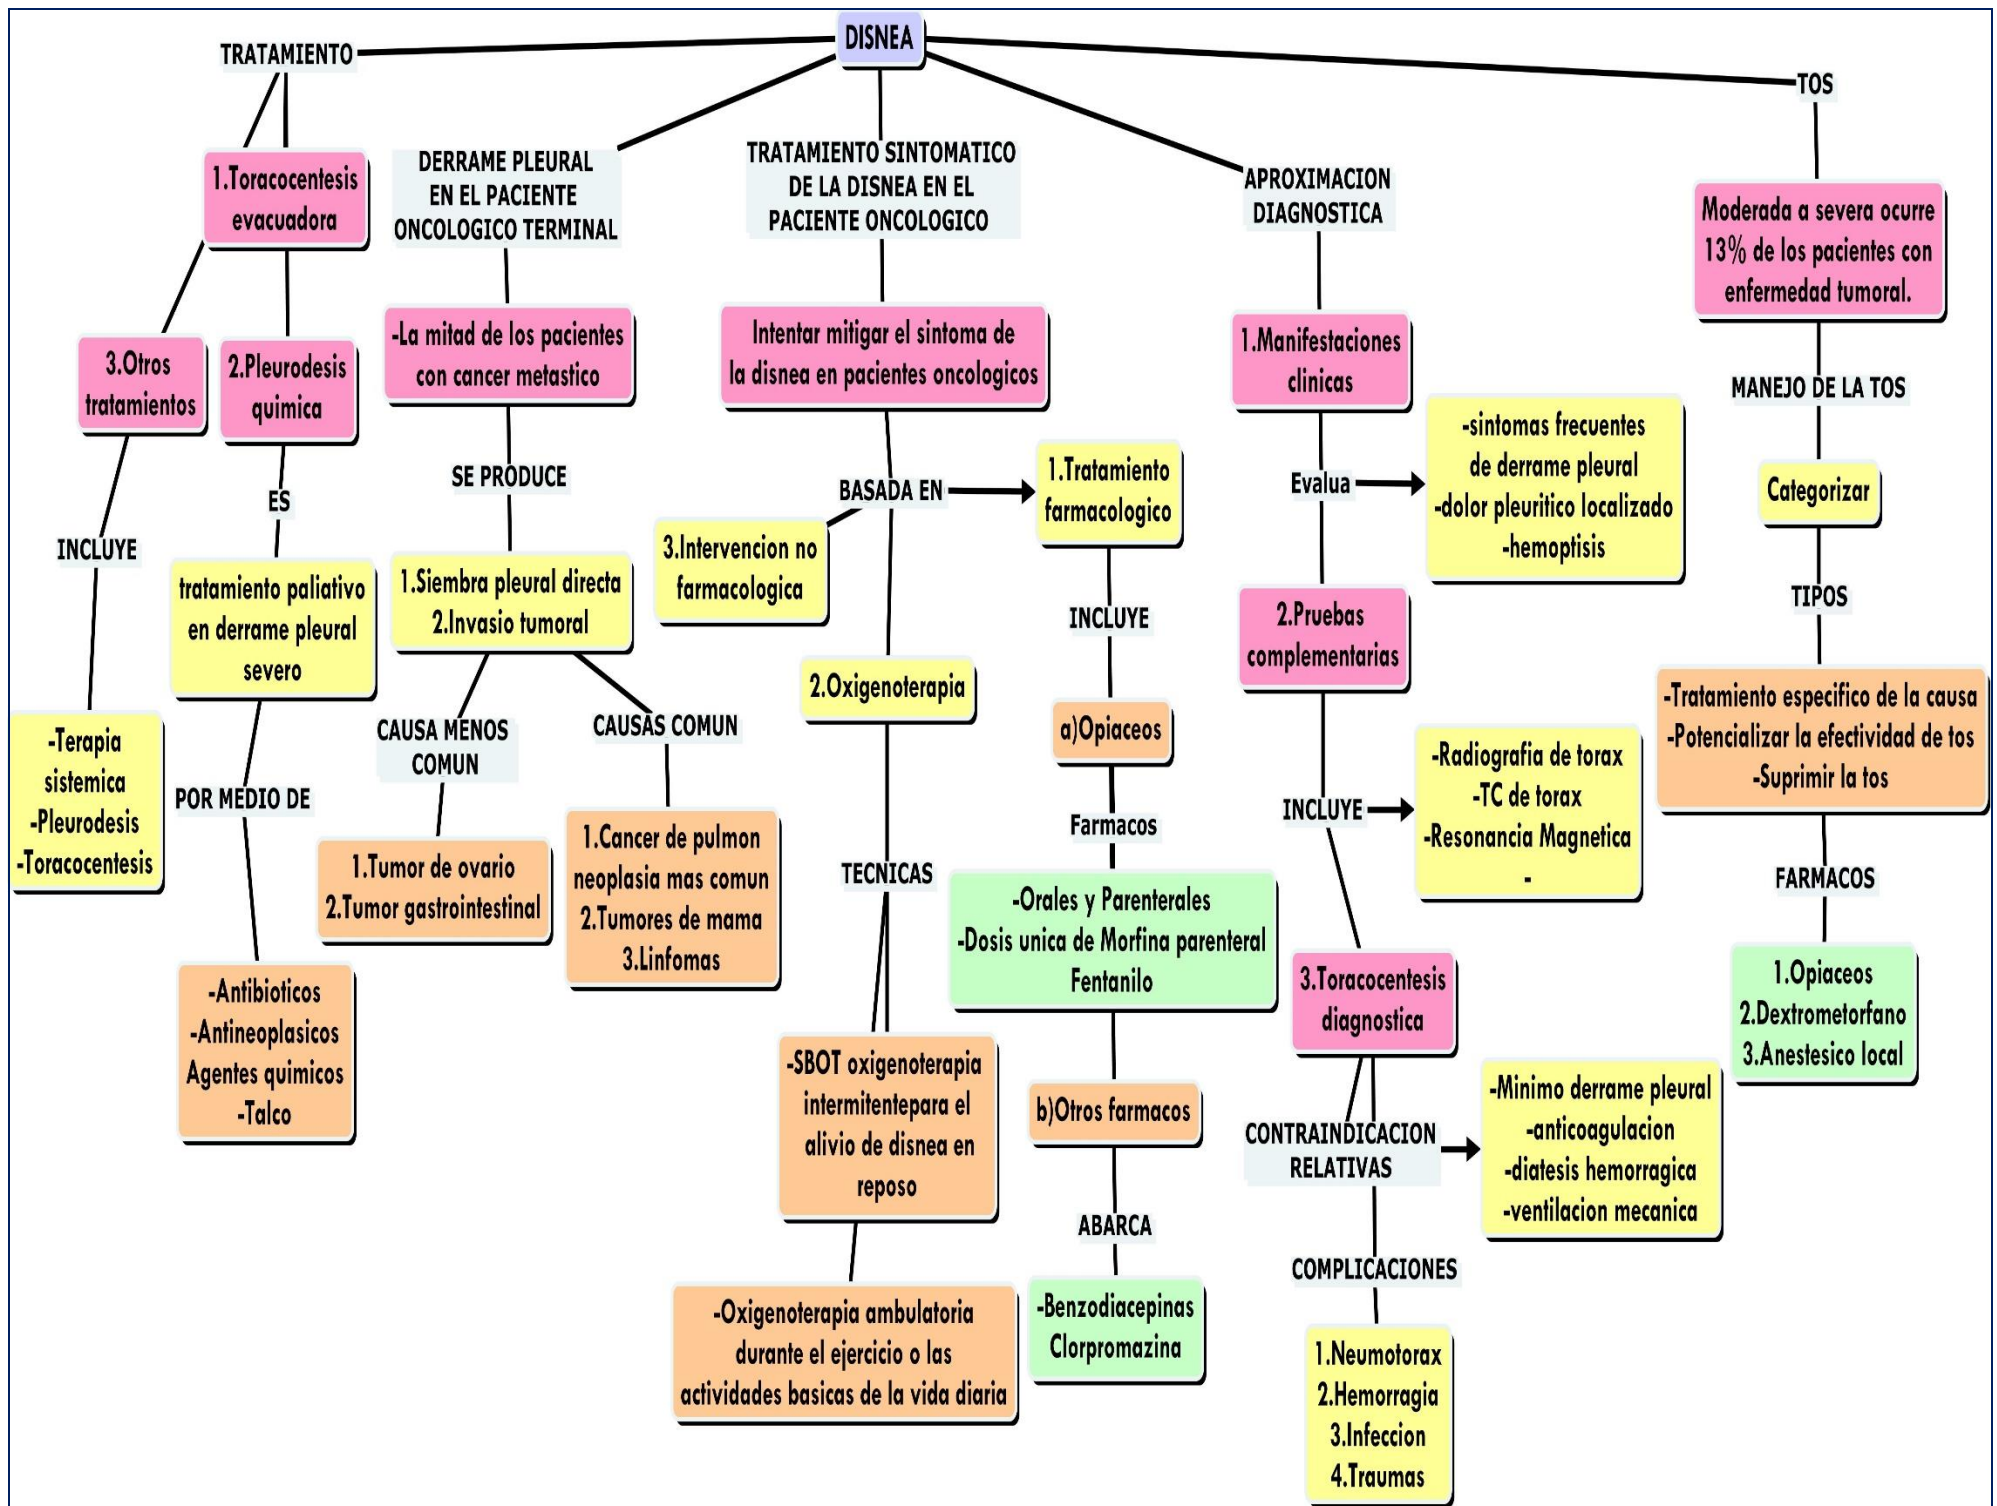 DISNEA
TRATAMIENTO
1.Toracocentesis
evacuadora
3.Otros
tratamientos
INCLUYE
-Terapia
sistemica
-Pleurodesis
-Toracocentesis
2.Pleurodesis
quimica
ES
tratamiento paliativo
en derrame pleural
severo
POR MEDIO DE
-Antibioticos
-Antineoplasicos
Agentes quimicos
-Talco
DERRAME PLEURAL
EN EL PACIENTE
ONCOLOGICO TERMINAL
-La mitad de los pacientes
con cancer metastico
SE PRODUCE
1.Siembra pleural directa
2.Invasio tumoral
CAUSA MENOS
COMUN
1.Tumor de ovario
2.Tumor gastrointestinal
CAUSAS COMUN
1.Cancer de pulmon
neoplasia mas comun
2.Tumores de mama
3.Linfomas
TRATAMIENTO SINTOMATICO
DE LA DISNEA EN EL
PACIENTE ONCOLOGICO
Intentar mitigar el sintoma de
la disnea en pacientes oncologicos
BASADA EN
1.Tratamiento
farmacologico
INCLUYE
a)Opiaceos
Farmacos
-Orales y Parenterales
-Dosis unica de Morfina parenteral
Fentanilo
b)Otros farmacos
ABARCA
-Benzodiacepinas
Clorpromazina
3.Intervencion no
farmacologica
2.Oxigenoterapia
TECNICAS
-SBOT oxigenoterapia
intermitentepara el
alivio de disnea en
reposo
-Oxigenoterapia ambulatoria
durante el ejercicio o las
actividades basicas de la vida diaria
APROXIMACION
DIAGNOSTICA
1.Manifestaciones
clinicas
Evalua
-sintomas frecuentes
de derrame pleural
-dolor pleuritico localizado
-hemoptisis
2.Pruebas
complementarias
INCLUYE
-Radiografia de torax
-TC de torax
-Resonancia Magnetica
-
3.Toracocentesis
diagnostica
CONTRAINDICACION
RELATIVAS
-Minimo derrame pleural
-anticoagulacion
-diatesis hemorragica
-ventilacion mecanica
COMPLICACIONES
1.Neumotorax
2.Hemorragia
3.Infeccion
4.Traumas
TOS
Moderada a severa ocurre
13% de los pacientes con
enfermedad tumoral.
MANEJO DE LA TOS
Categorizar
TIPOS
-Tratamiento especifico de la causa
-Potencializar la efectividad de tos
-Suprimir la tos
FARMACOS
1.Opiaceos
2.Dextrometorfano
3.Anestesico local